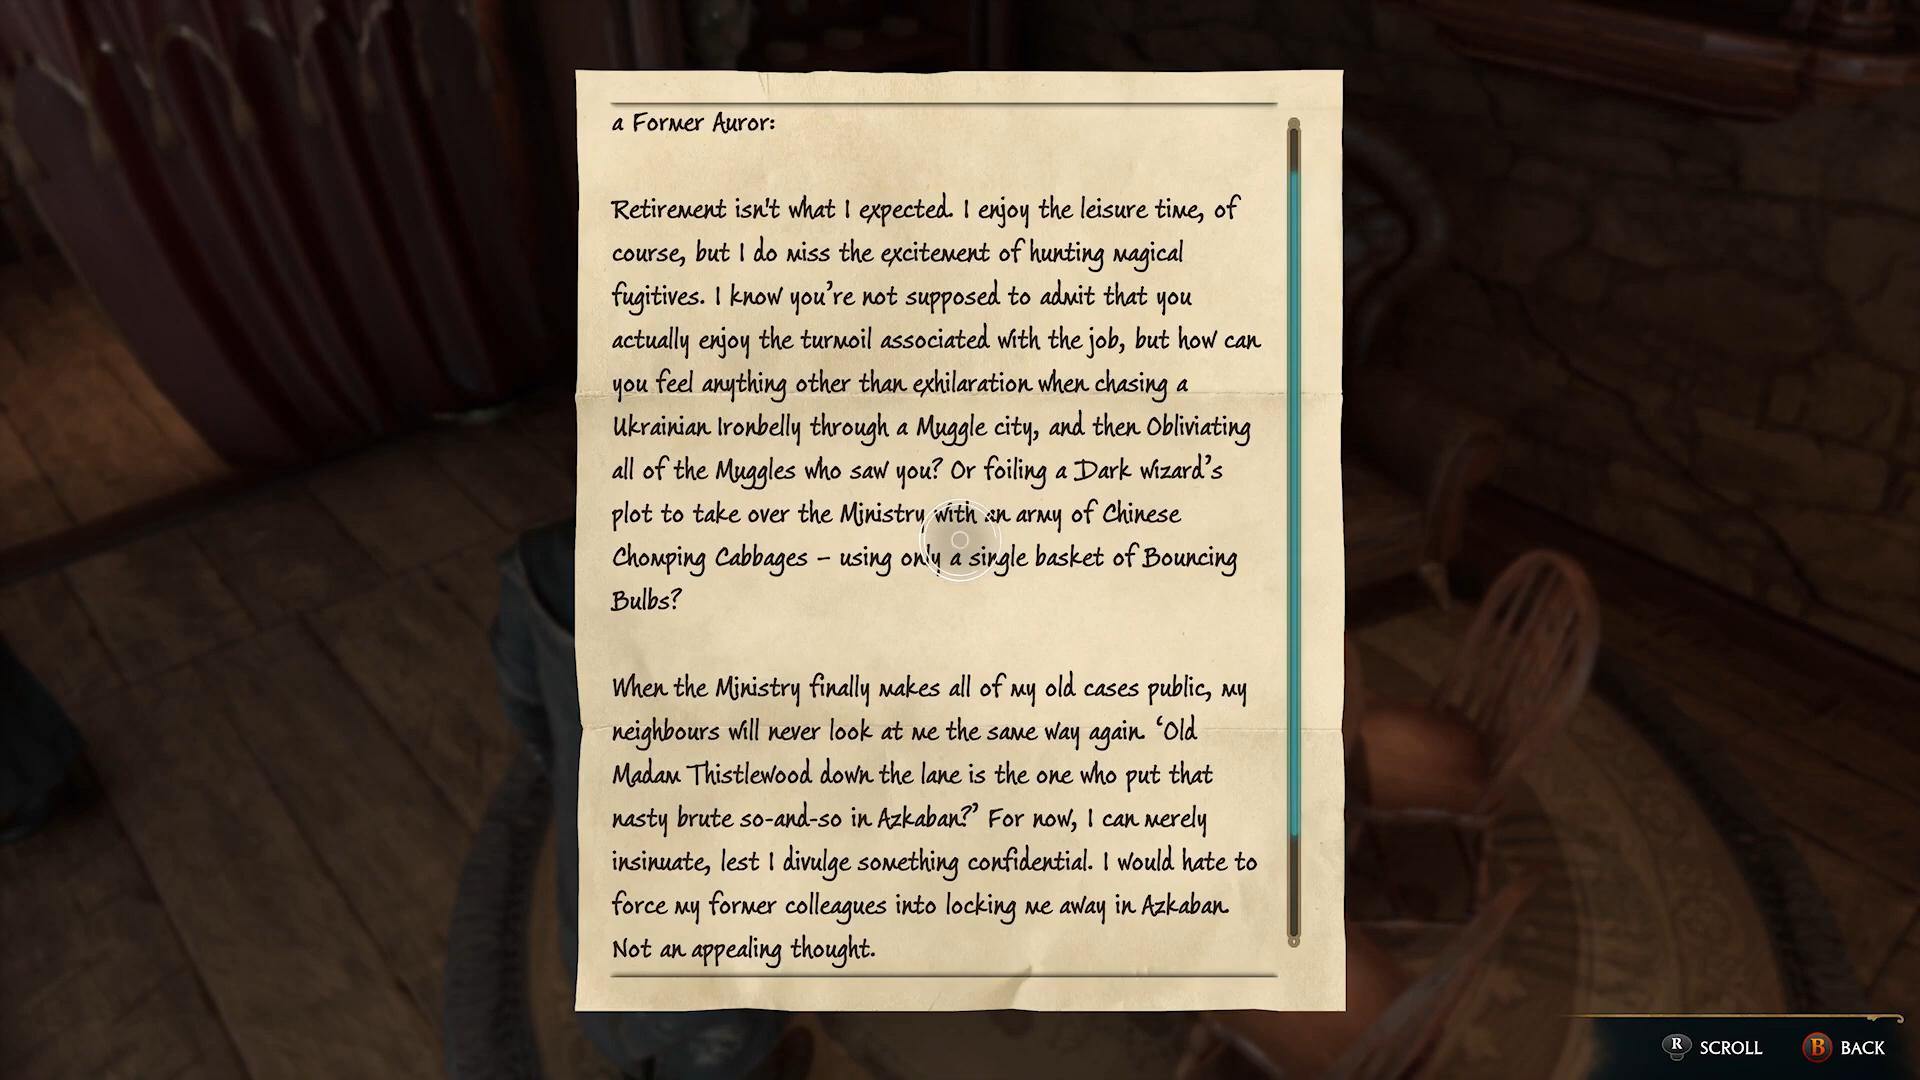 a Former Auror:
Retirement isn't what I expected. I enjoy the leisure time, of
course, but I do miss the excitement of hunting magical
fugitives. I know you’re not supposed to admit that you
actually enjoy the turmoil associated with the job, but how can
you feel anything other than exhilaration when chasing a
Ukrainian Ironbelly through a Muggle city, and then Obliviating
all of the Muggles who saw you? Or foiling a Dark wizard’s
plot to take over the Ministry with an army of Chinese
Chomping Cabbages – using only a single basket of Bouncing
Bulbs?
When the Ministry finally makes all of my old cases public, my
neighbours will never look at me the same way again. ‘Old
Madam Thistlewood down the lane is the one who put that
nasty brute so-and-so in Azkaban?’ For now, I can merely
insinuate, lest I divulge something confidential. I would hate to
force my former colleagues into locking me away in Azkaban.
Not an appealing thought.
R SCROLL B BACK